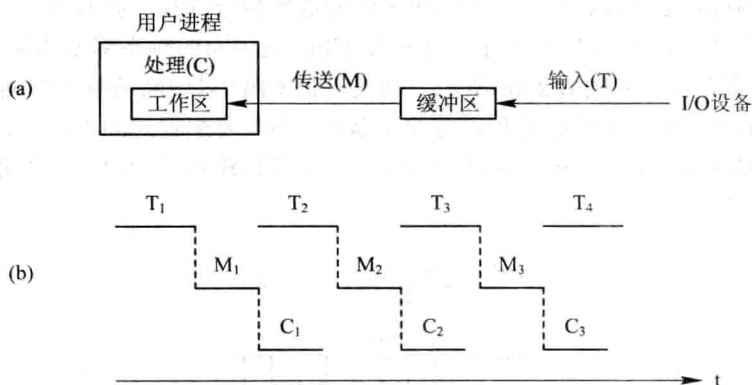 用户进程
处理(C)
(a) 工作区 传送(M) 缓冲区 输入(T) I/O设备
T1 T2 T3 T4
(b) M1 M2 M3
C1 C2 C3
t